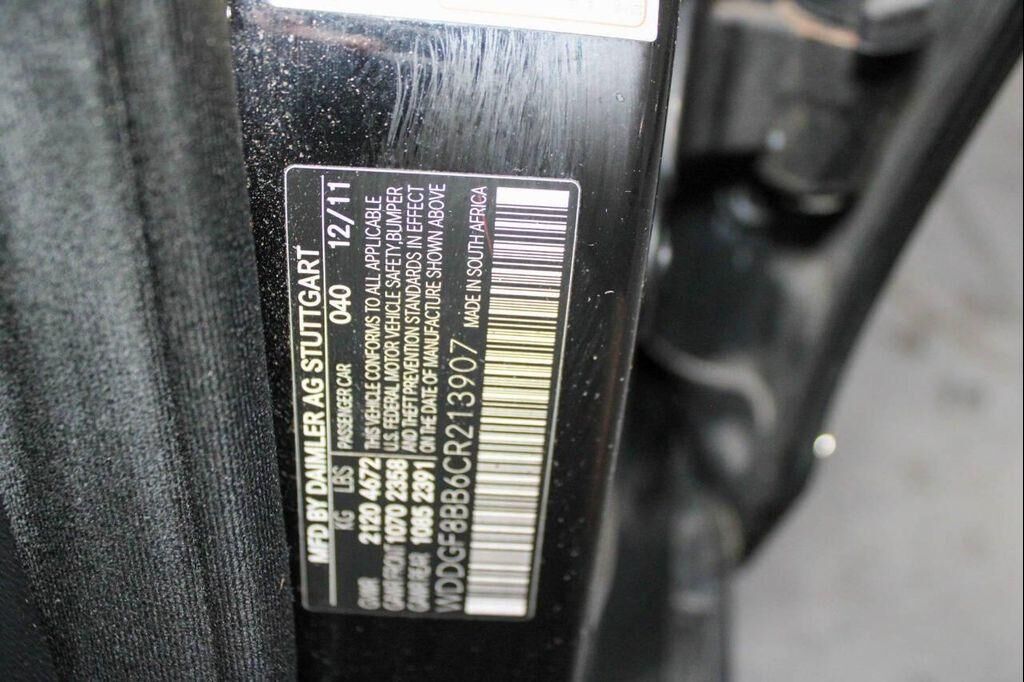 MFD BY DAIMLER AG STUTTGART
KG LBS PASSENGER CAR 040 12/11
GVWR 2120 4672 THIS VEHICLE CONFORMS TO ALL APPLICABLE
GAWR FRONT 1070 2358 U.S. FEDERAL MOTOR VEHICLE SAFETY, BUMPER
GAWR REAR 1085 2391 AND THEFT PREVENTION STANDARDS IN EFFECT
ON THE DATE OF MANUFACTURE SHOWN ABOVE
WDDGF8BB6CR213907 MADE IN SOUTH AFRICA